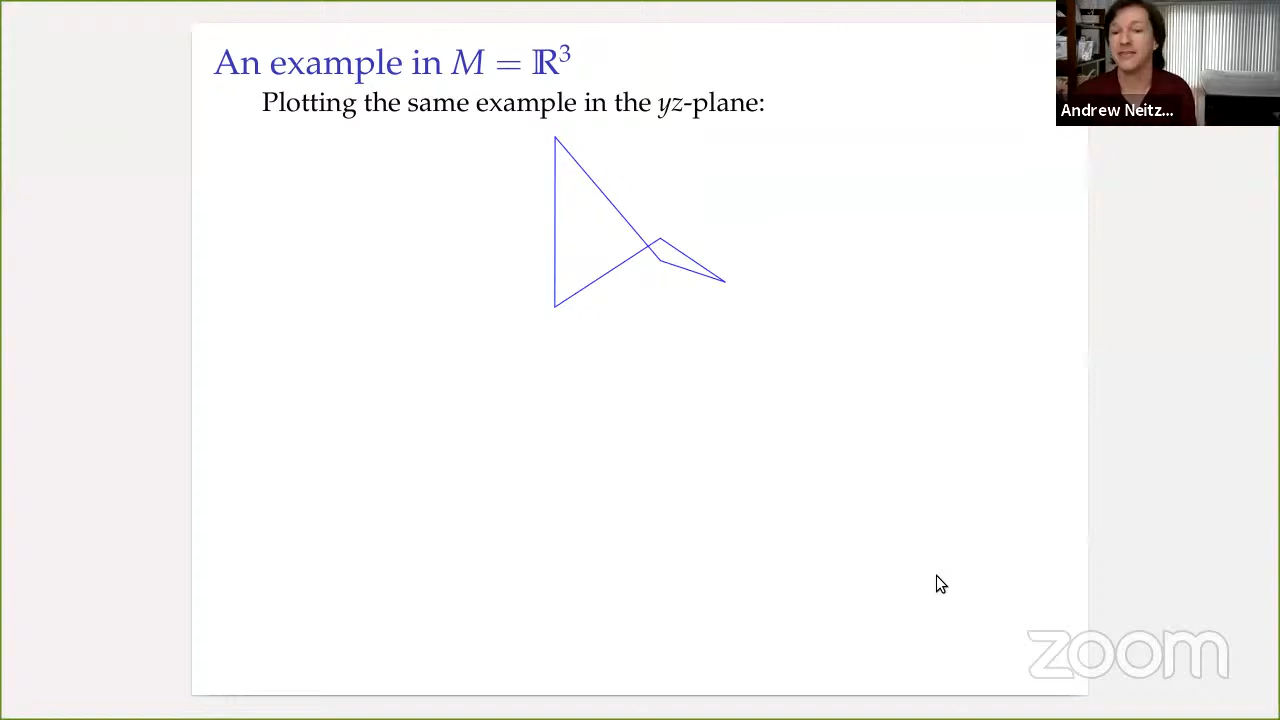 An example in M = ℝ³
Plotting the same example in the yz-plane:
Andrew Neitz...
zoom